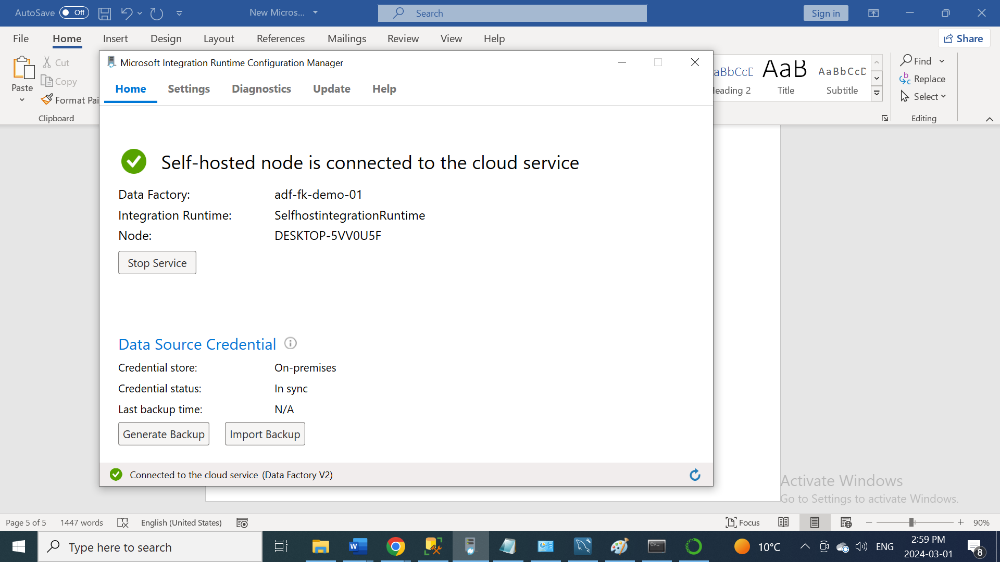 AutoSave Off New Micros... Search Sign in
File Home Insert Design Layout References Mailings Review View Help Share
Paste
Cut
Copy
Format Pai
Clipboard
aBbCcD AaB AaBbCcD
eading 2 Title Subtitle
Find
Replace
Select
Editing
Microsoft Integration Runtime Configuration Manager
Home Settings Diagnostics Update Help
Self-hosted node is connected to the cloud service
Data Factory: adf-fk-demo-01
Integration Runtime: SelfhostintegrationRuntime
Node: DESKTOP-5VV0U5F
Stop Service
Data Source Credential
Credential store: On-premises
Credential status: In sync
Last backup time: N/A
Generate Backup Import Backup
Connected to the cloud service (Data Factory V2)
Activate Windows
Go to Settings to activate Windows.
Page 5 of 5 1447 words English (United States) Focus 90%
Type here to search 10°C ENG 2:59 PM
2024-03-01 8